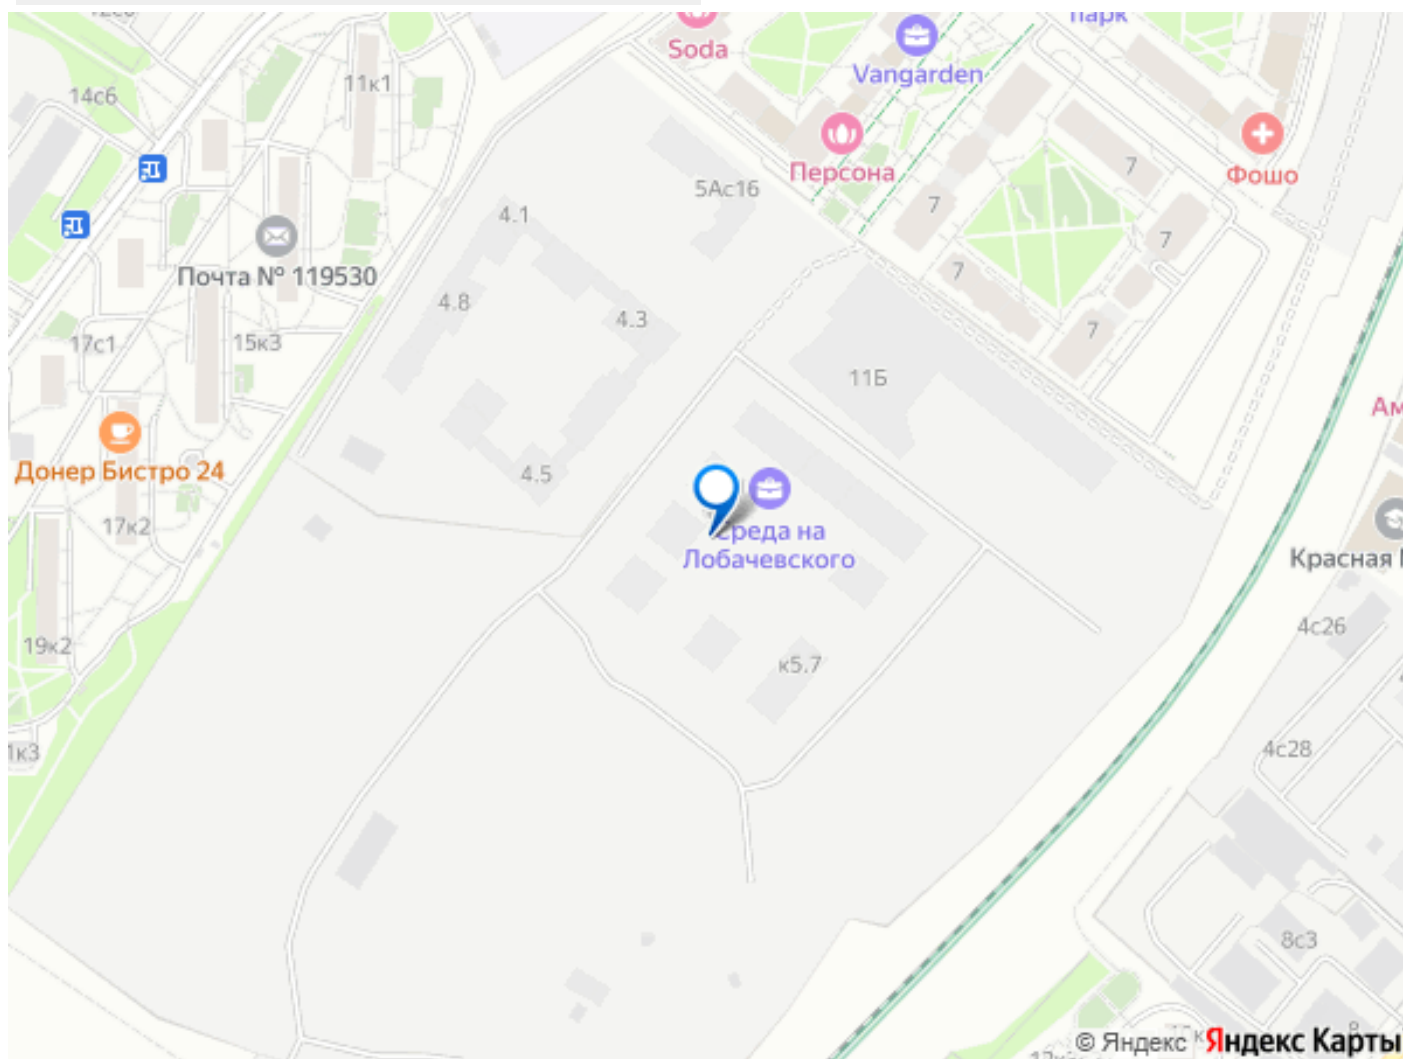 парк
Soda
Vangarden
11к1
14с6
Персона
7
Фошо
5Ас16
4.1
7
Почта № 119530
7
7
4.8
4.3
17с1
15к3
7
11Б
Ам
Донер Бистро 24
4.5
17к2
Среда на
Лобачевского
Красная
4с26
19к2
к5.7
1к3
4с28
8с3
8
© Яндекс
Яндекс Карты